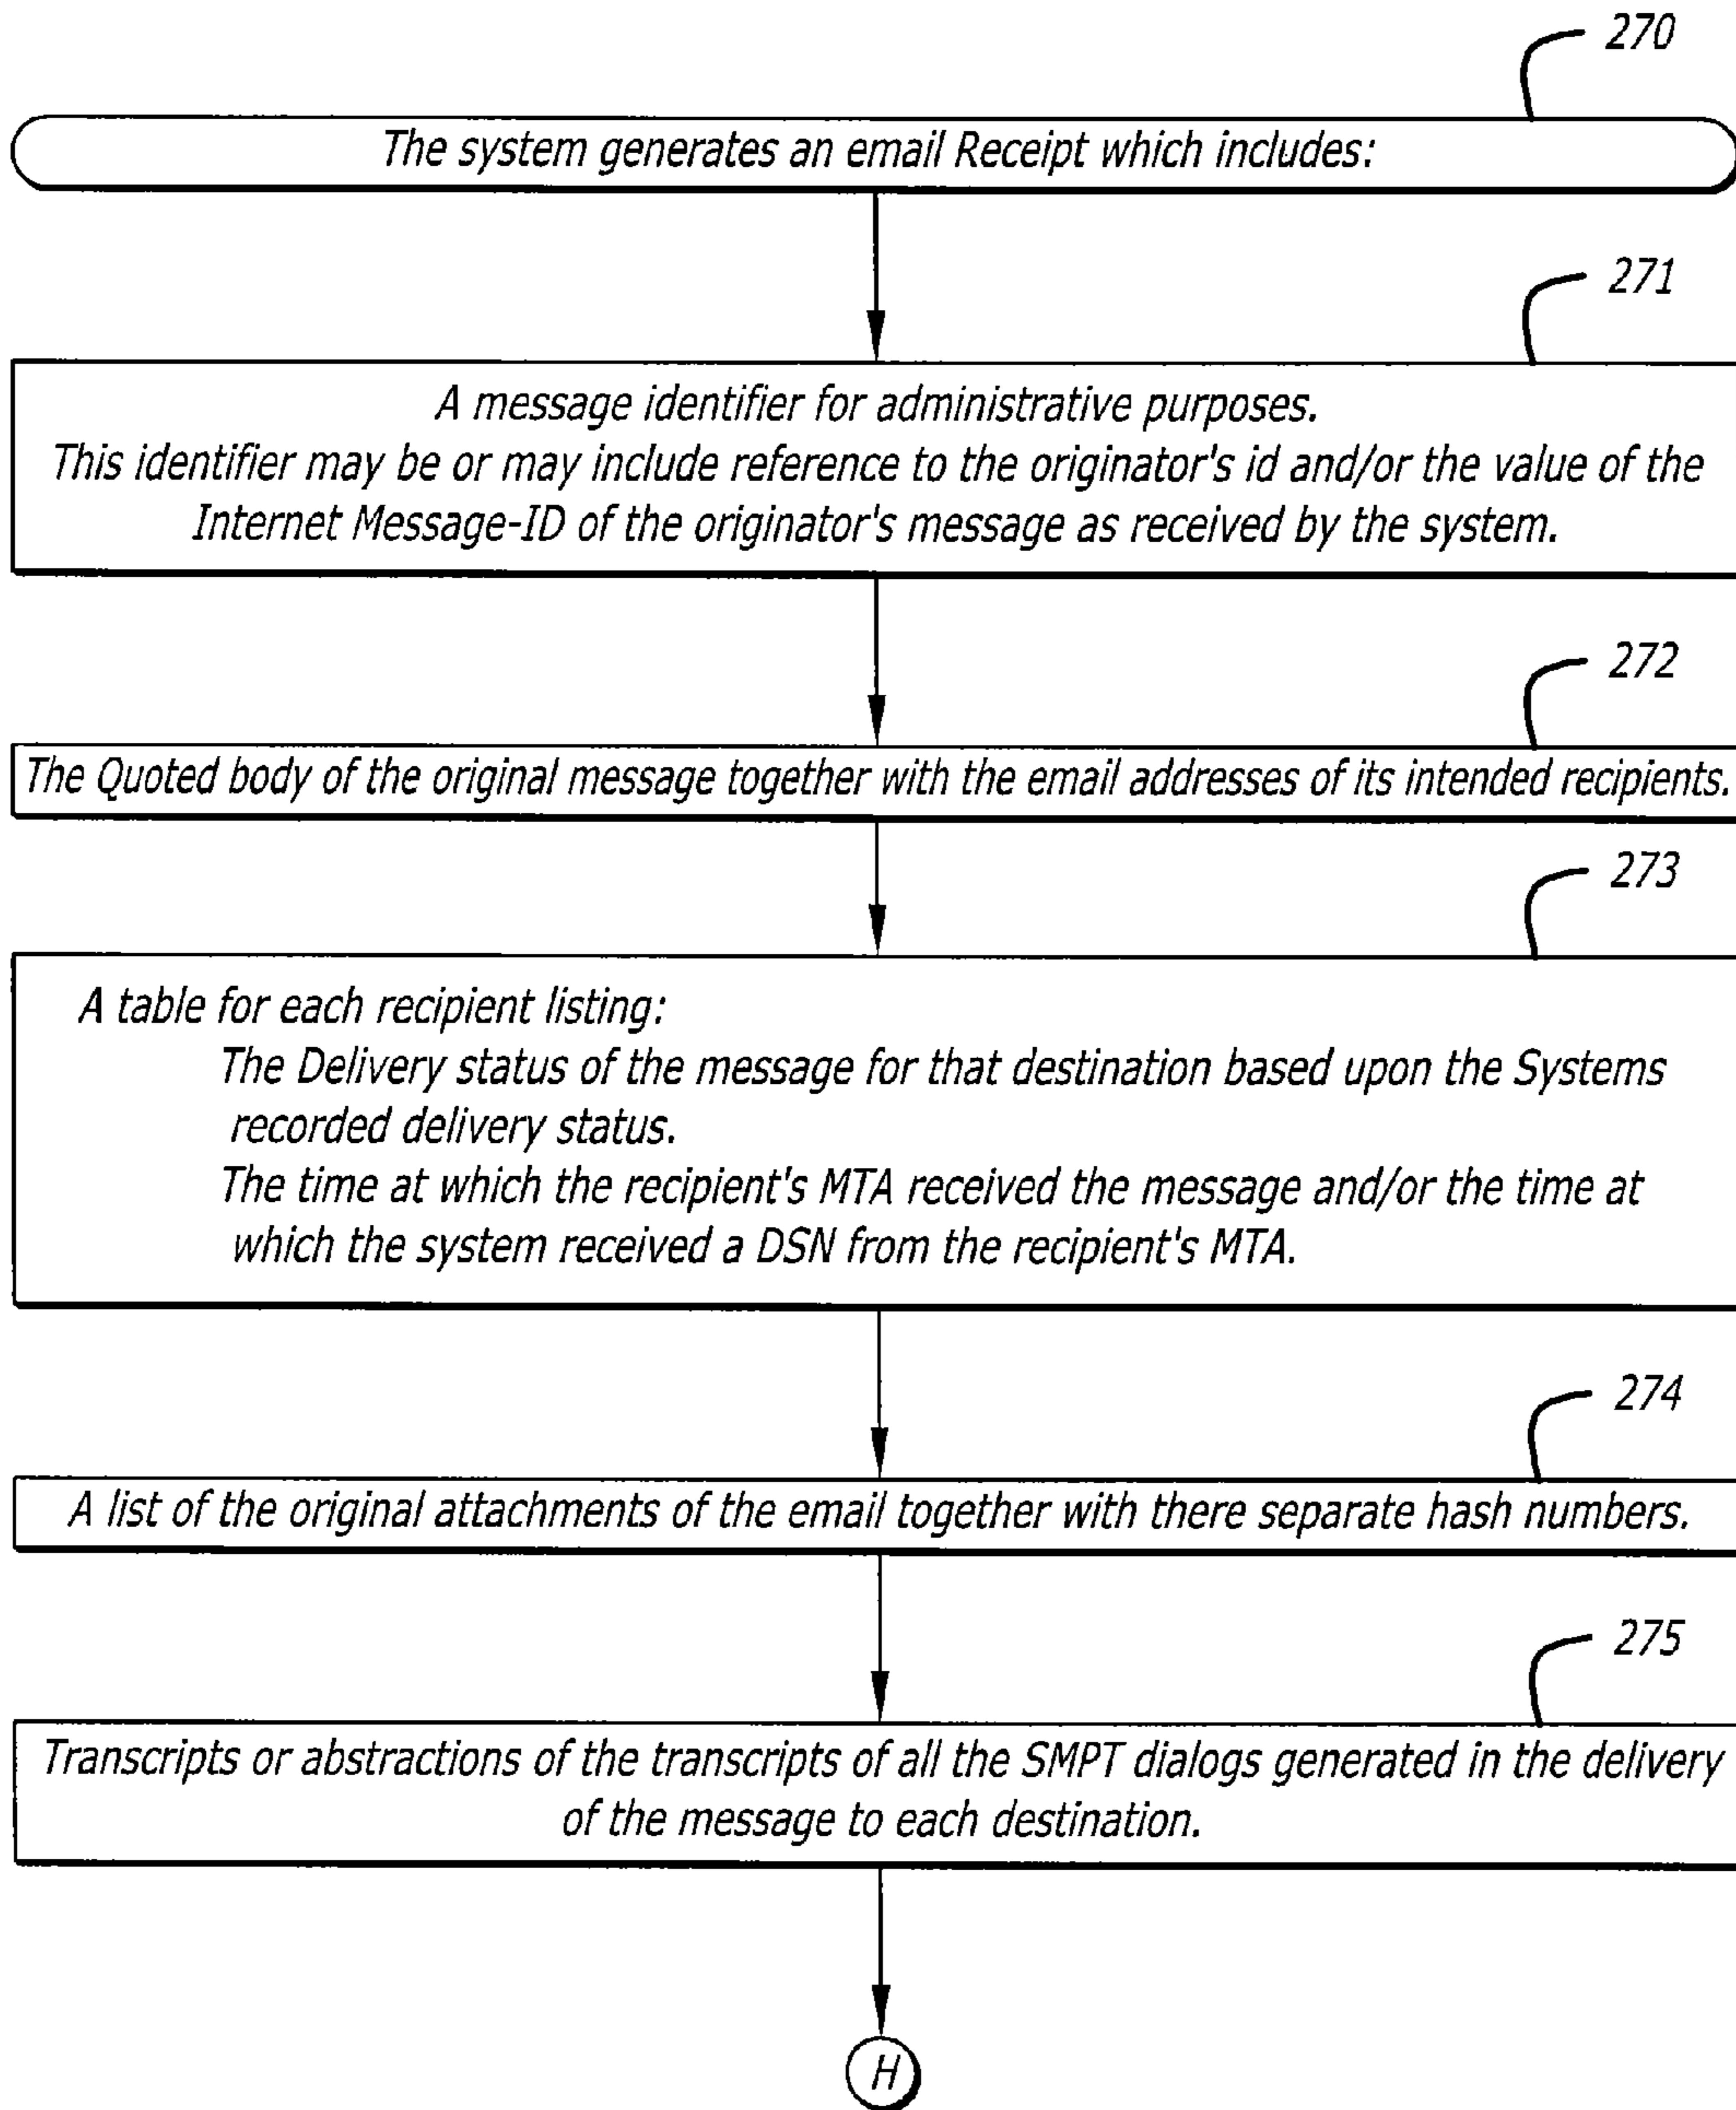 270
The system generates an email Receipt which includes:
271
A message identifier for administrative purposes.
This identifier may be or may include reference to the originator's id and/or the value of the
Internet Message-ID of the originator's message as received by the system.
272
The Quoted body of the original message together with the email addresses of its intended recipients.
273
A table for each recipient listing:
The Delivery status of the message for that destination based upon the Systems
recorded delivery status.
The time at which the recipient's MTA received the message and/or the time at
which the system received a DSN from the recipient's MTA.
274
A list of the original attachments of the email together with there separate hash numbers.
275
Transcripts or abstractions of the transcripts of all the SMPT dialogs generated in the delivery
of the message to each destination.
H